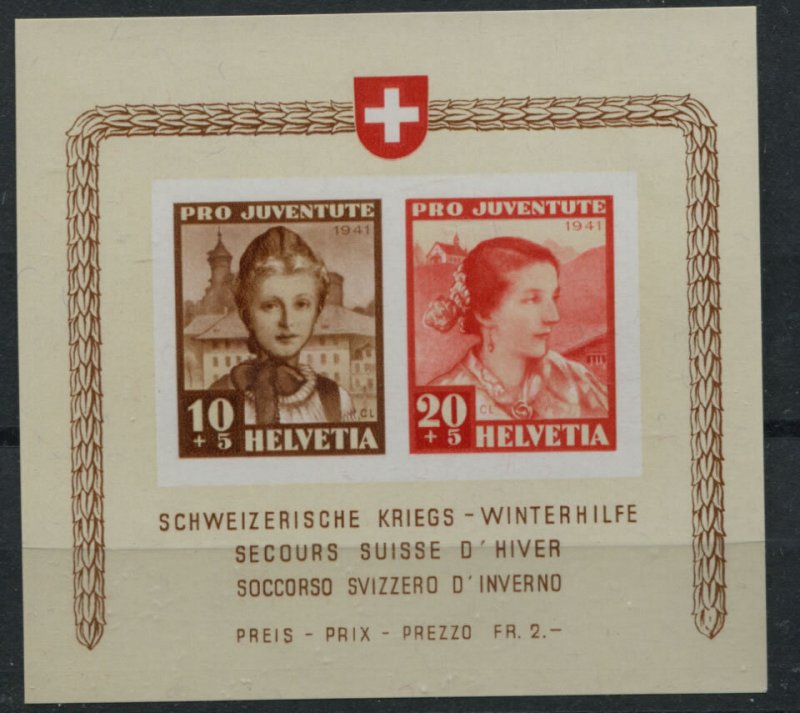 PRO JUVENTUTE
1941
CL
10
+5 HELVETIA
PRO JUVENTUTE
1941
CL
20
+5 HELVETIA
SCHWEIZERISCHE KRIEGS - WINTERHILFE
SECOURS SUISSE D'HIVER
SOCCORSO SVIZZERO D'INVERNO
PREIS - PRIX - PREZZO FR. 2.-